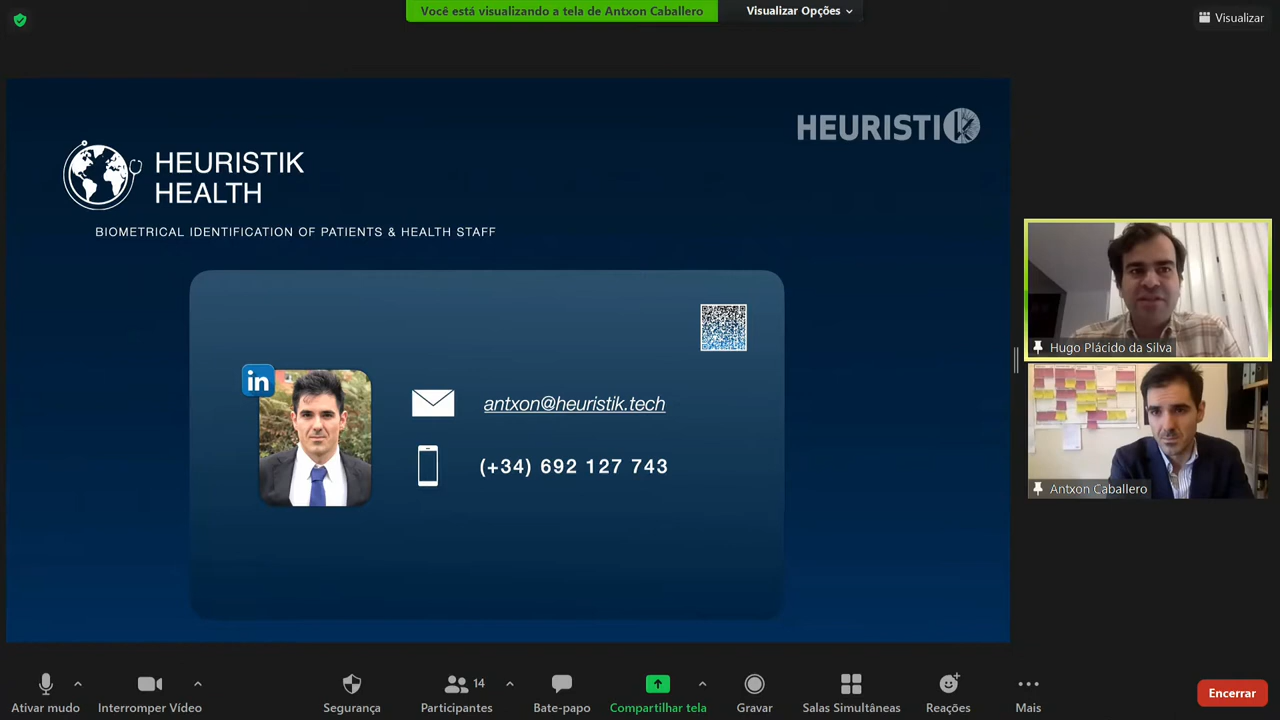 Você está visualizando a tela de Antxon Caballero
Visualizar Opções
Visualizar
HEURISTIK
HEURISTIK
HEALTH
BIOMETRICAL IDENTIFICATION OF PATIENTS & HEALTH STAFF
in
antxon@heuristik.tech
(+34) 692 127 743
Hugo Plácido da Silva
Antxon Caballero
Ativar mudo
Interromper Vídeo
Segurança
Participantes
14
Bate-papo
Compartilhar tela
Gravar
Salas Simultâneas
Reações
Mais
Encerrar